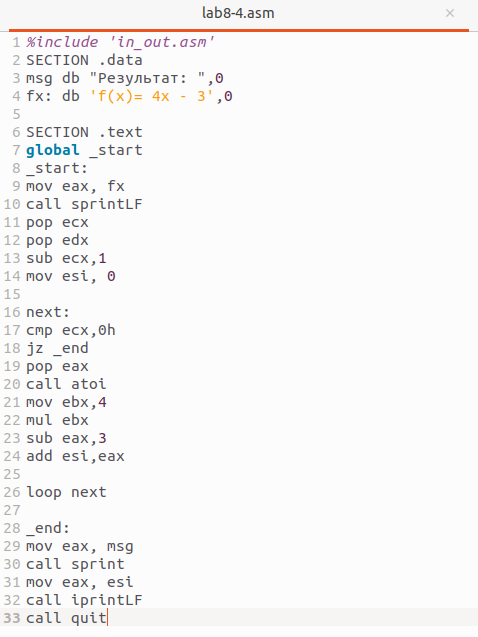 lab8-4.asm ×
1 %include 'in_out.asm'
2 SECTION .data
3 msg db "Результат: ",0
4 fx: db 'f(x)= 4x - 3',0
5
6 SECTION .text
7 global _start
8 _start:
9 mov eax, fx
10 call sprintLF
11 pop ecx
12 pop edx
13 sub ecx,1
14 mov esi, 0
15
16 next:
17 cmp ecx,0h
18 jz _end
19 pop eax
20 call atoi
21 mov ebx,4
22 mul ebx
23 sub eax,3
24 add esi,eax
25
26 loop next
27
28 _end:
29 mov eax, msg
30 call sprint
31 mov eax, esi
32 call iprintLF
33 call quit